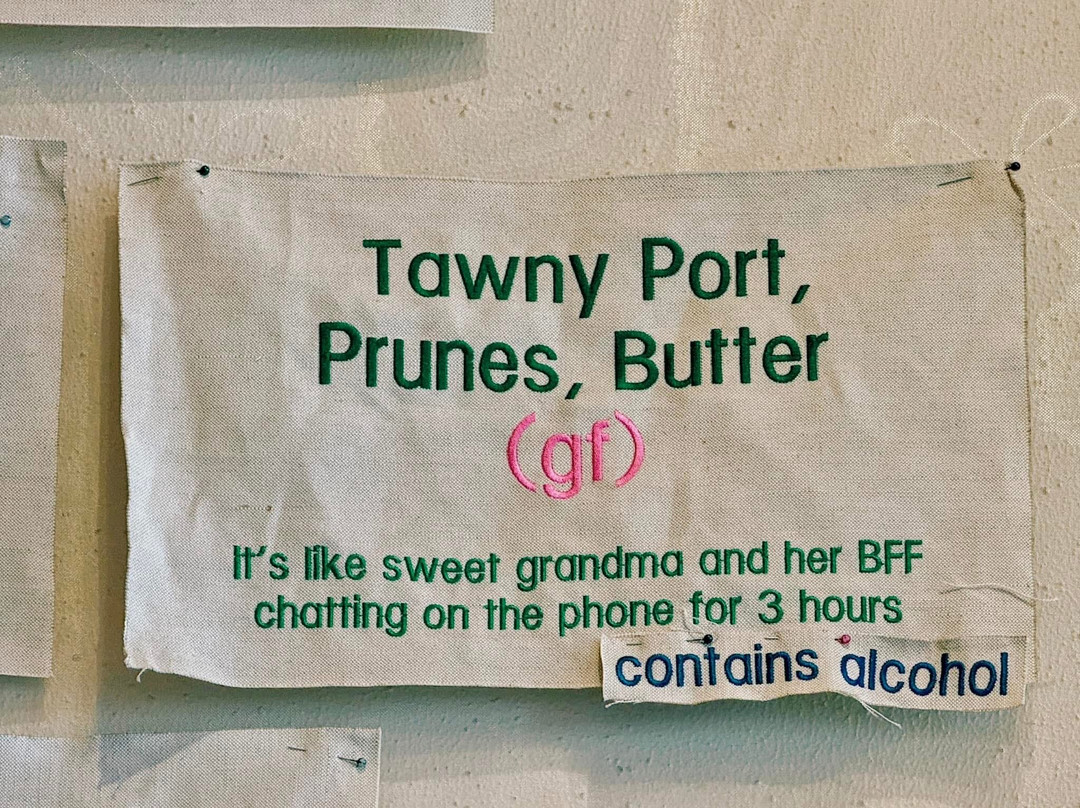 Tawny Port,
Prunes, Butter
(gf)
It's like sweet grandma and her BFF
chatting on the phone for 3 hours
contains alcohol